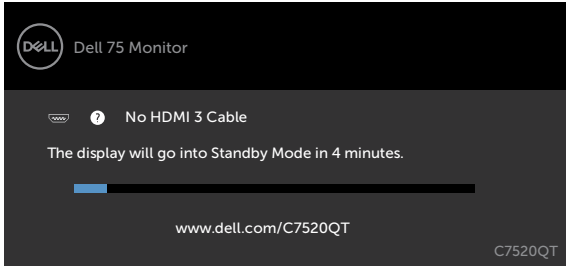 DELL
Dell 75 Monitor
? No HDMI 3 Cable
The display will go into Standby Mode in 4 minutes.
www.dell.com/C7520QT
C7520QT